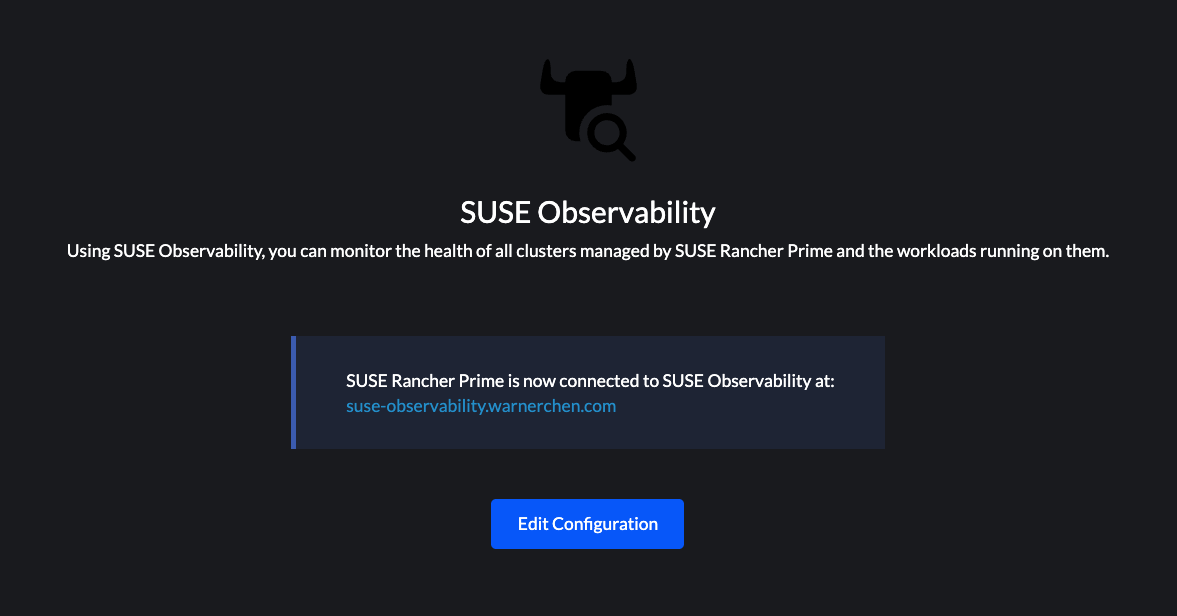 SUSE Observability
Using SUSE Observability, you can monitor the health of all clusters managed by SUSE Rancher Prime and the workloads running on them.
SUSE Rancher Prime is now connected to SUSE Observability at:
suse-observability.warnerchen.com
Edit Configuration